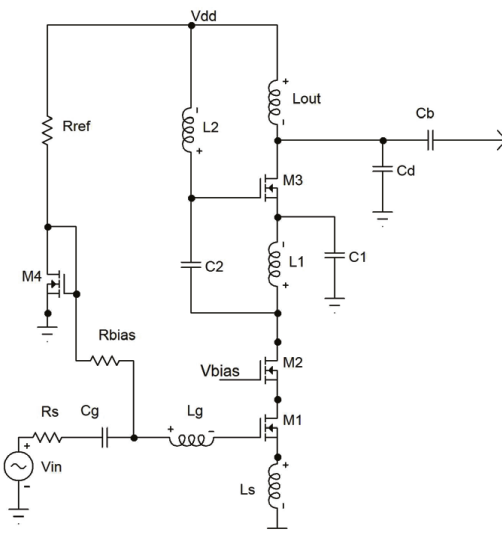 Vdd
Lout
Cb
Rref
L2
Cd
M3
M4
C2
L1
C1
Rbias
Vbias
M2
Rs
Cg
Lg
M1
Vin
Ls